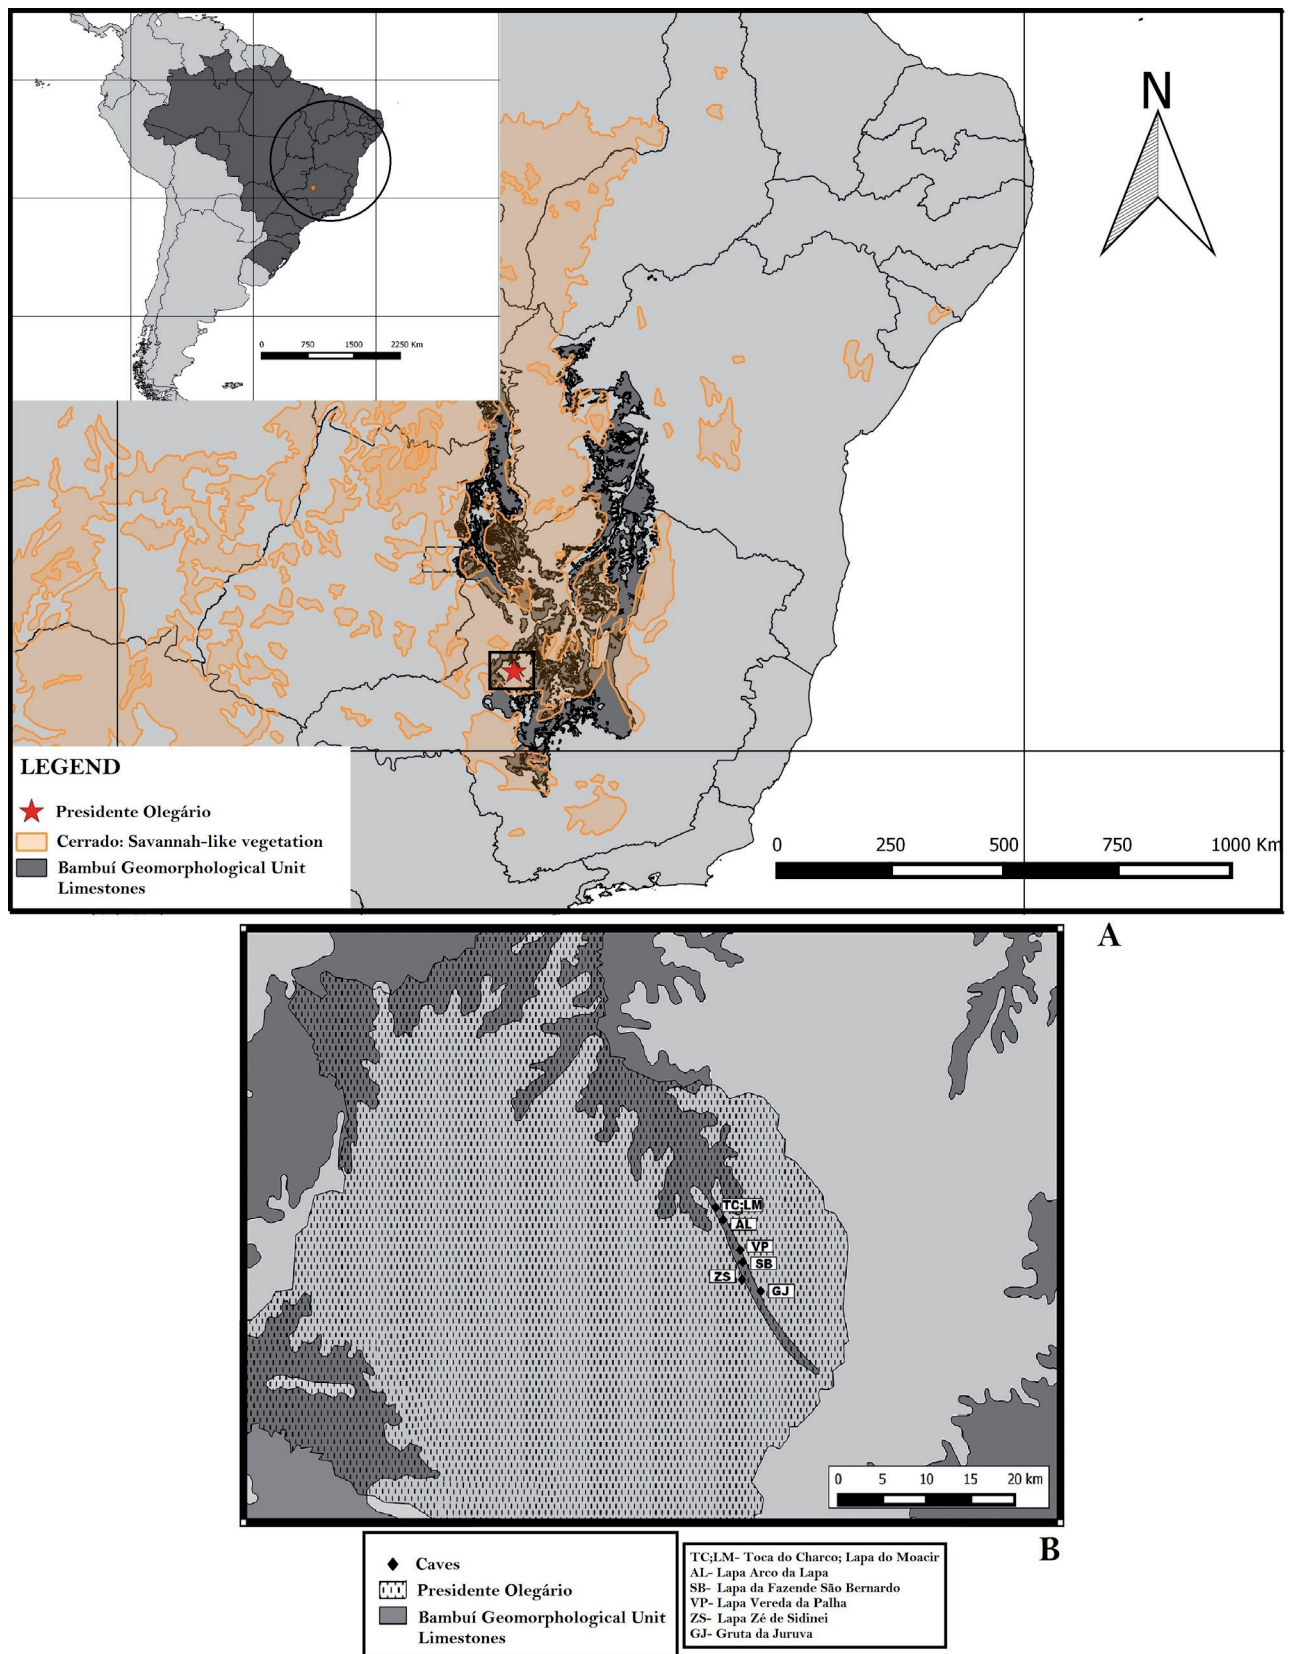 N
0 750 1500 2250 Km
LEGEND
Presidente Olegário
Cerrado: Savannah-like vegetation
Bambuí Geomorphological Unit
Limestones
0 250 500 750 1000 Km
A
TC;LM
AL
VP
SB
ZS
GJ
0 5 10 15 20 km
B
Caves
Presidente Olegário
Bambuí Geomorphological Unit
Limestones
TC;LM- Toca do Charco; Lapa do Moacir
AL- Lapa Arco da Lapa
SB- Lapa da Fazende São Bernardo
VP- Lapa Vereda da Palha
ZS- Lapa Zé de Sidinei
GJ- Gruta da Juruva